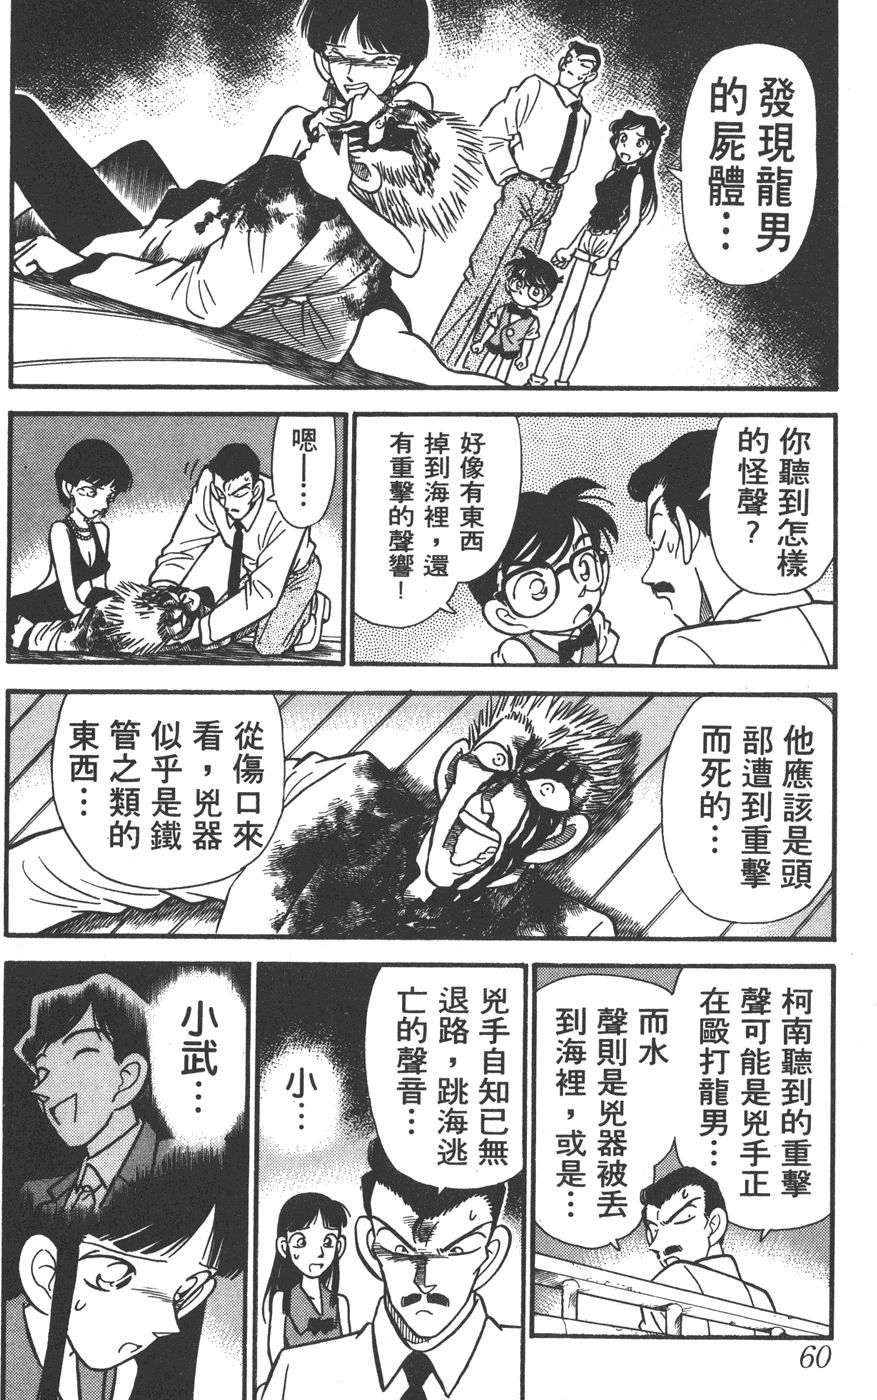 發現龍男
的屍體…
你聽到怎樣
的怪聲？
好像有東西
掉到海裡，還
有重擊的聲響！
嗯——…
他應該是頭
部遭到重擊
而死的…
從傷口來
看，兇器
似乎是鐵
管之類的
東西…
柯南聽到的重擊
聲可能是兇手正
在毆打龍男…
而水
聲則是兇器被丟
到海裡，或是…
兇手自知已無
退路，跳海逃
亡的聲音…
小…
小武…
60